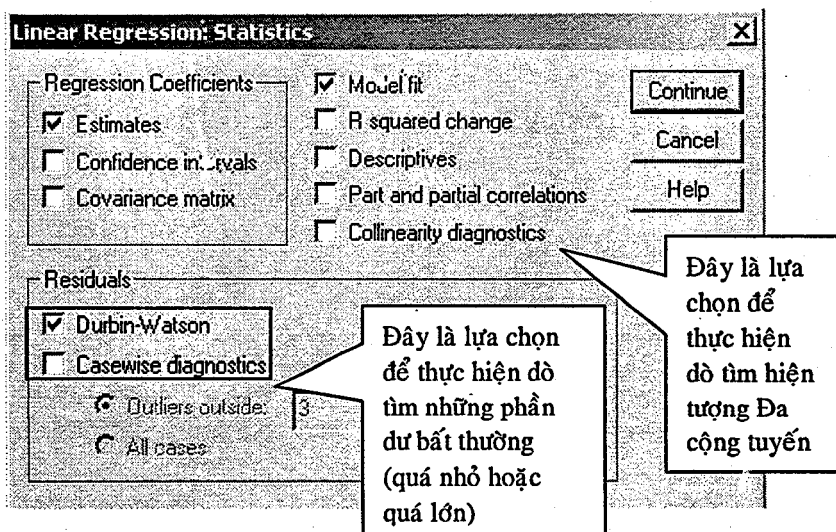 Linear Regression: Statistics
Regression Coefficients
Estimates
Confidence intervals
Covariance matrix
Model fit
R squared change
Descriptives
Part and partial correlations
Collinearity diagnostics
Continue
Cancel
Help
Residuals
Durbin-Watson
Casewise diagnostics
Outliers outside: 3
All cases
Đây là lựa chọn
để thực hiện dò
tìm những phần
dư bất thường
(quá nhỏ hoặc
quá lớn)
Đây là lựa
chọn để
thực hiện
dò tìm hiện
tượng Đa
cộng tuyến